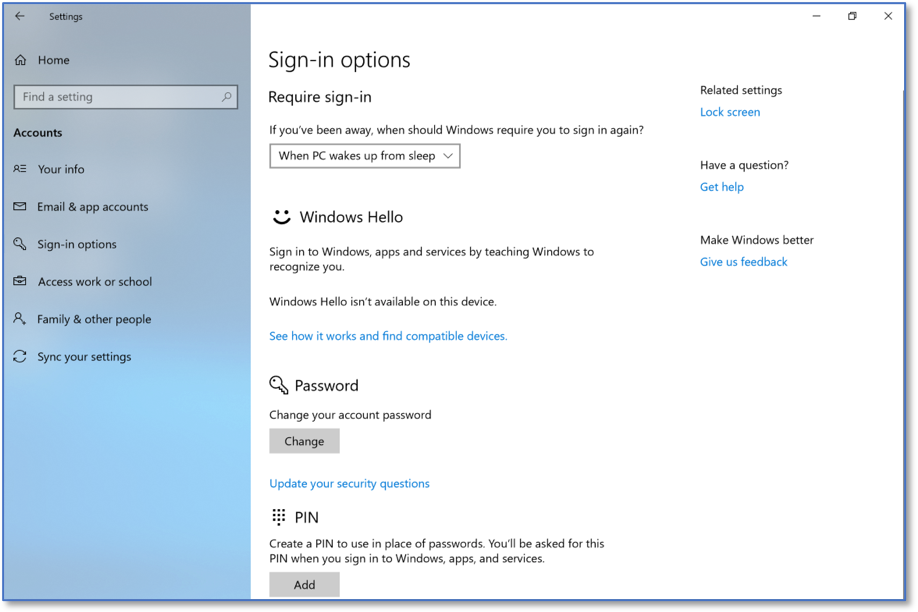 Settings
Home
Find a setting
Accounts
Your info
Email & app accounts
Sign-in options
Access work or school
Family & other people
Sync your settings
Sign-in options
Require sign-in
If you've been away, when should Windows require you to sign in again?
When PC wakes up from sleep
Windows Hello
Sign in to Windows, apps and services by teaching Windows to
recognize you.
Windows Hello isn't available on this device.
See how it works and find compatible devices.
Password
Change your account password
Change
Update your security questions
PIN
Create a PIN to use in place of passwords. You'll be asked for this
PIN when you sign in to Windows, apps, and services.
Add
Related settings
Lock screen
Have a question?
Get help
Make Windows better
Give us feedback